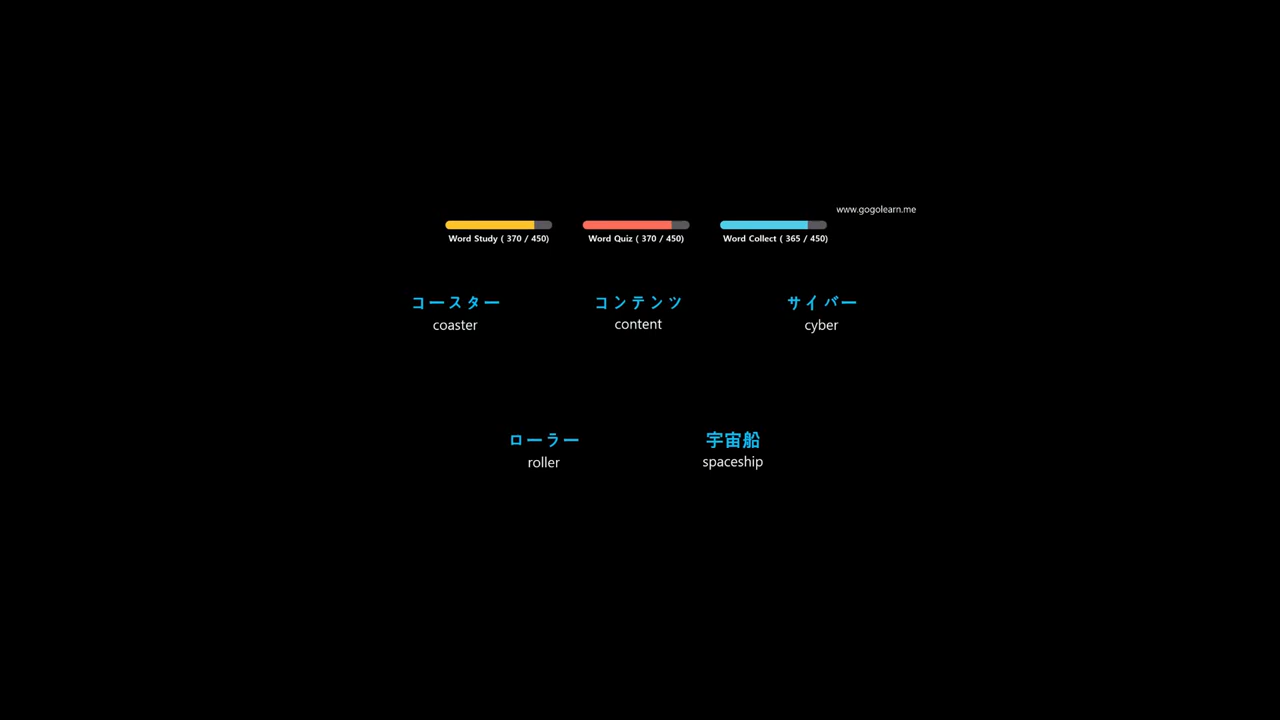 www.gogolearn.me
Word Study ( 370 / 450)
Word Quiz ( 370 / 450)
Word Collect ( 365 / 450)
コースター
coaster
コンテンツ
content
サイバー
cyber
ローラー
roller
宇宙船
spaceship